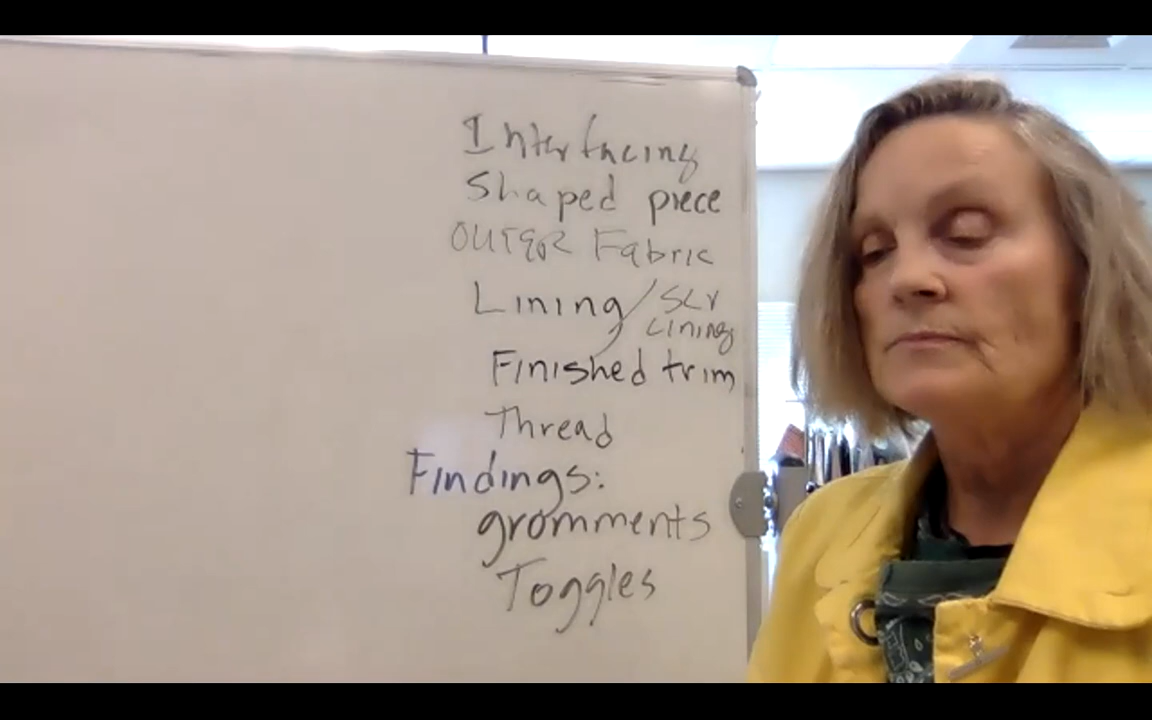 Interfacing
Shaped piece
OUTER Fabric
Lining/SLV
Lining
Finished trim
Thread
Findings:
gromments
Toggles